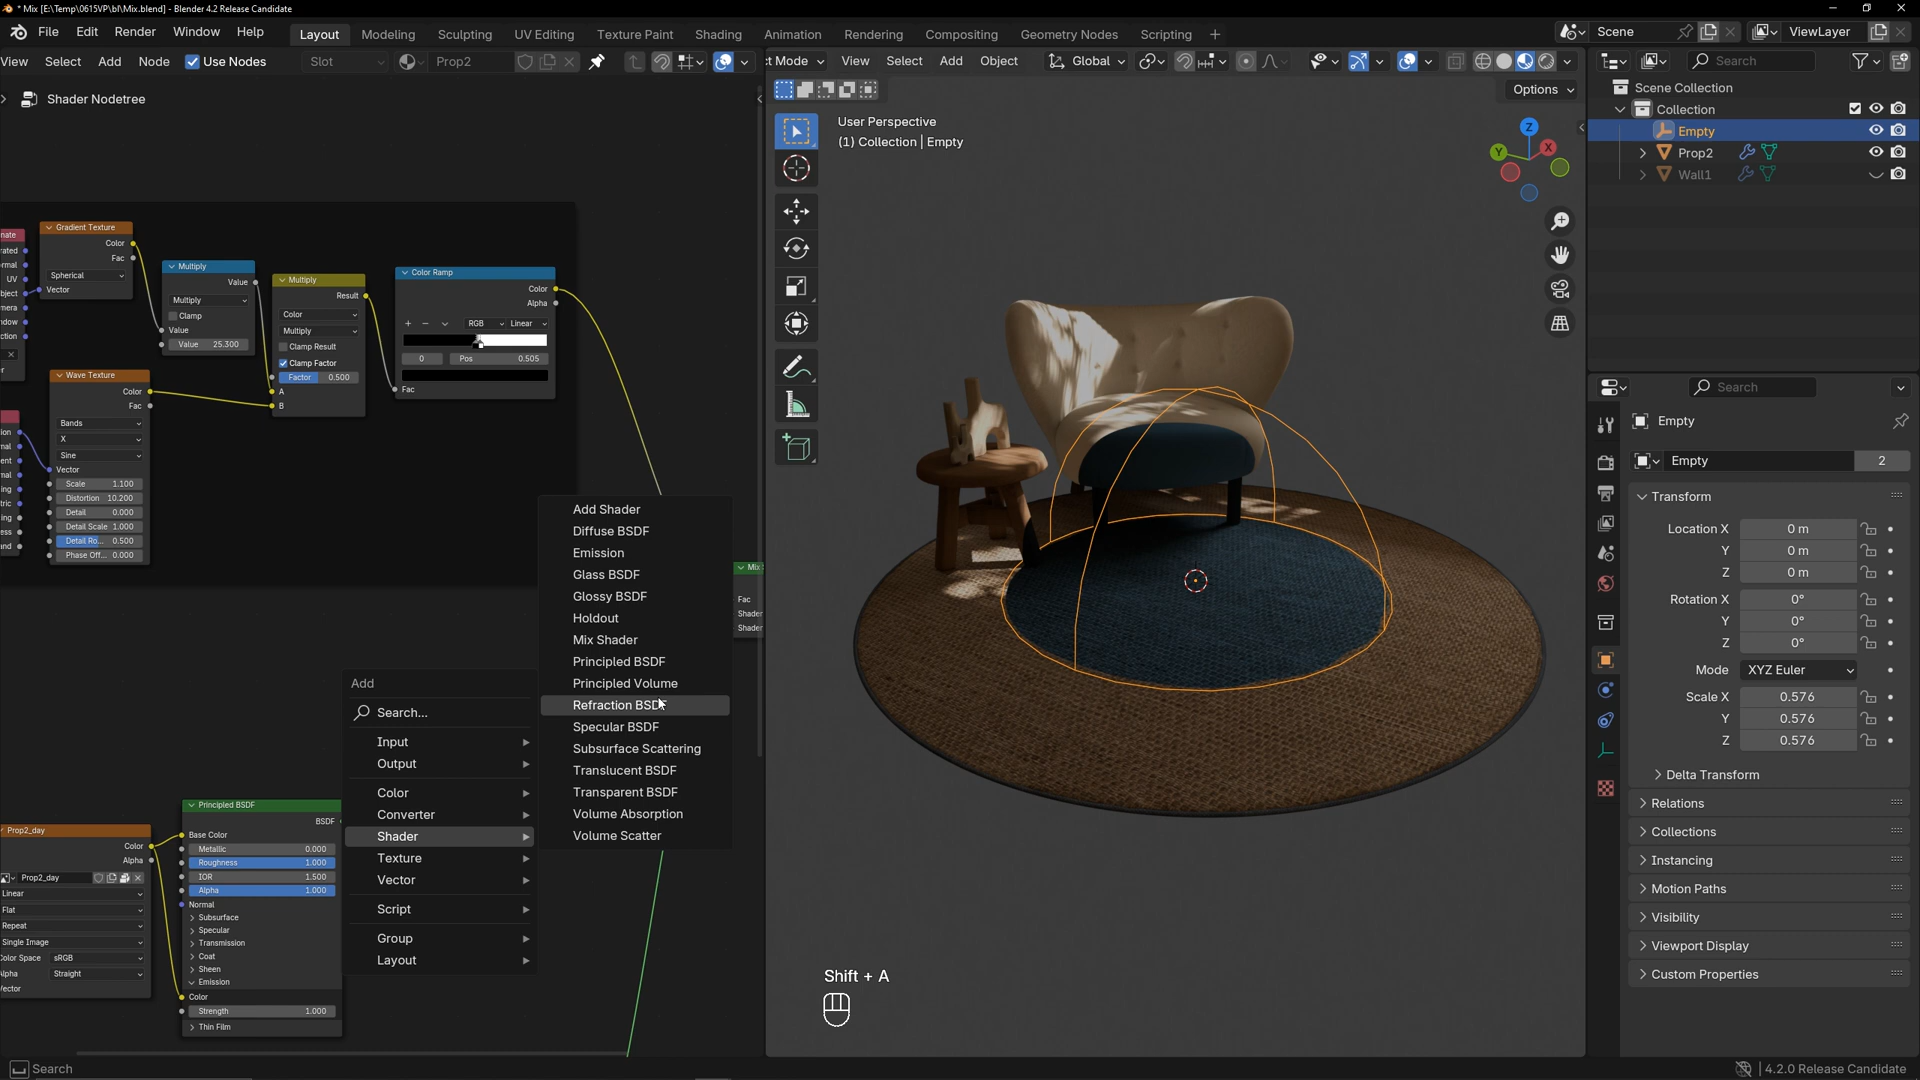 * Mix [E:\Temp\0615VP\bl\Mix.blend] - Blender 4.2 Release Candidate
File Edit Render Window Help
Layout Modeling Sculpting UV Editing Texture Paint Shading Animation Rendering Compositing Geometry Nodes Scripting +
Scene
ViewLayer
View Select Add Node Use Nodes Slot Prop2
Shader Nodetree
Gradient Texture
Color
Fac
Spherical
Vector
Multiply
Value
Multiply
Clamp
Value
Value 25.300
Multiply
Result
Color
Multiply
Clamp Result
Clamp Factor
Factor 0.500
A
B
Color Ramp
Color
Alpha
+ − RGB Linear
0 Pos 0.505
Fac
Wave Texture
Color
Fac
Bands
X
Sine
Vector
Scale 1.100
Distortion 10.200
Detail 0.000
Detail Scale 1.000
Detail Ro... 0.500
Phase Off... 0.000
Mix S
Fac
Shader
Shader
Add
Search...
Input
Output
Color
Converter
Shader
Texture
Vector
Script
Group
Layout
Add Shader
Diffuse BSDF
Emission
Glass BSDF
Glossy BSDF
Holdout
Mix Shader
Principled BSDF
Principled Volume
Refraction BSDF
Specular BSDF
Subsurface Scattering
Translucent BSDF
Transparent BSDF
Volume Absorption
Volume Scatter
Prop2_day
Color
Alpha
Prop2_day
Linear
Flat
Repeat
Single Image
Color Space sRGB
Alpha Straight
Vector
Principled BSDF
BSDF
Base Color
Metallic 0.000
Roughness 1.000
IOR 1.500
Alpha 1.000
Normal
Subsurface
Specular
Transmission
Coat
Sheen
Emission
Color
Strength 1.000
Thin Film
t Mode View Select Add Object Global
Options
User Perspective
(1) Collection | Empty
Z
Y
X
Shift + A
Search
Scene Collection
Collection
Empty
Prop2
Wall1
Search
Empty
Empty 2
Transform
Location X 0 m
Y 0 m
Z 0 m
Rotation X 0°
Y 0°
Z 0°
Mode XYZ Euler
Scale X 0.576
Y 0.576
Z 0.576
Delta Transform
Relations
Collections
Instancing
Motion Paths
Visibility
Viewport Display
Custom Properties
Search
4.2.0 Release Candidate